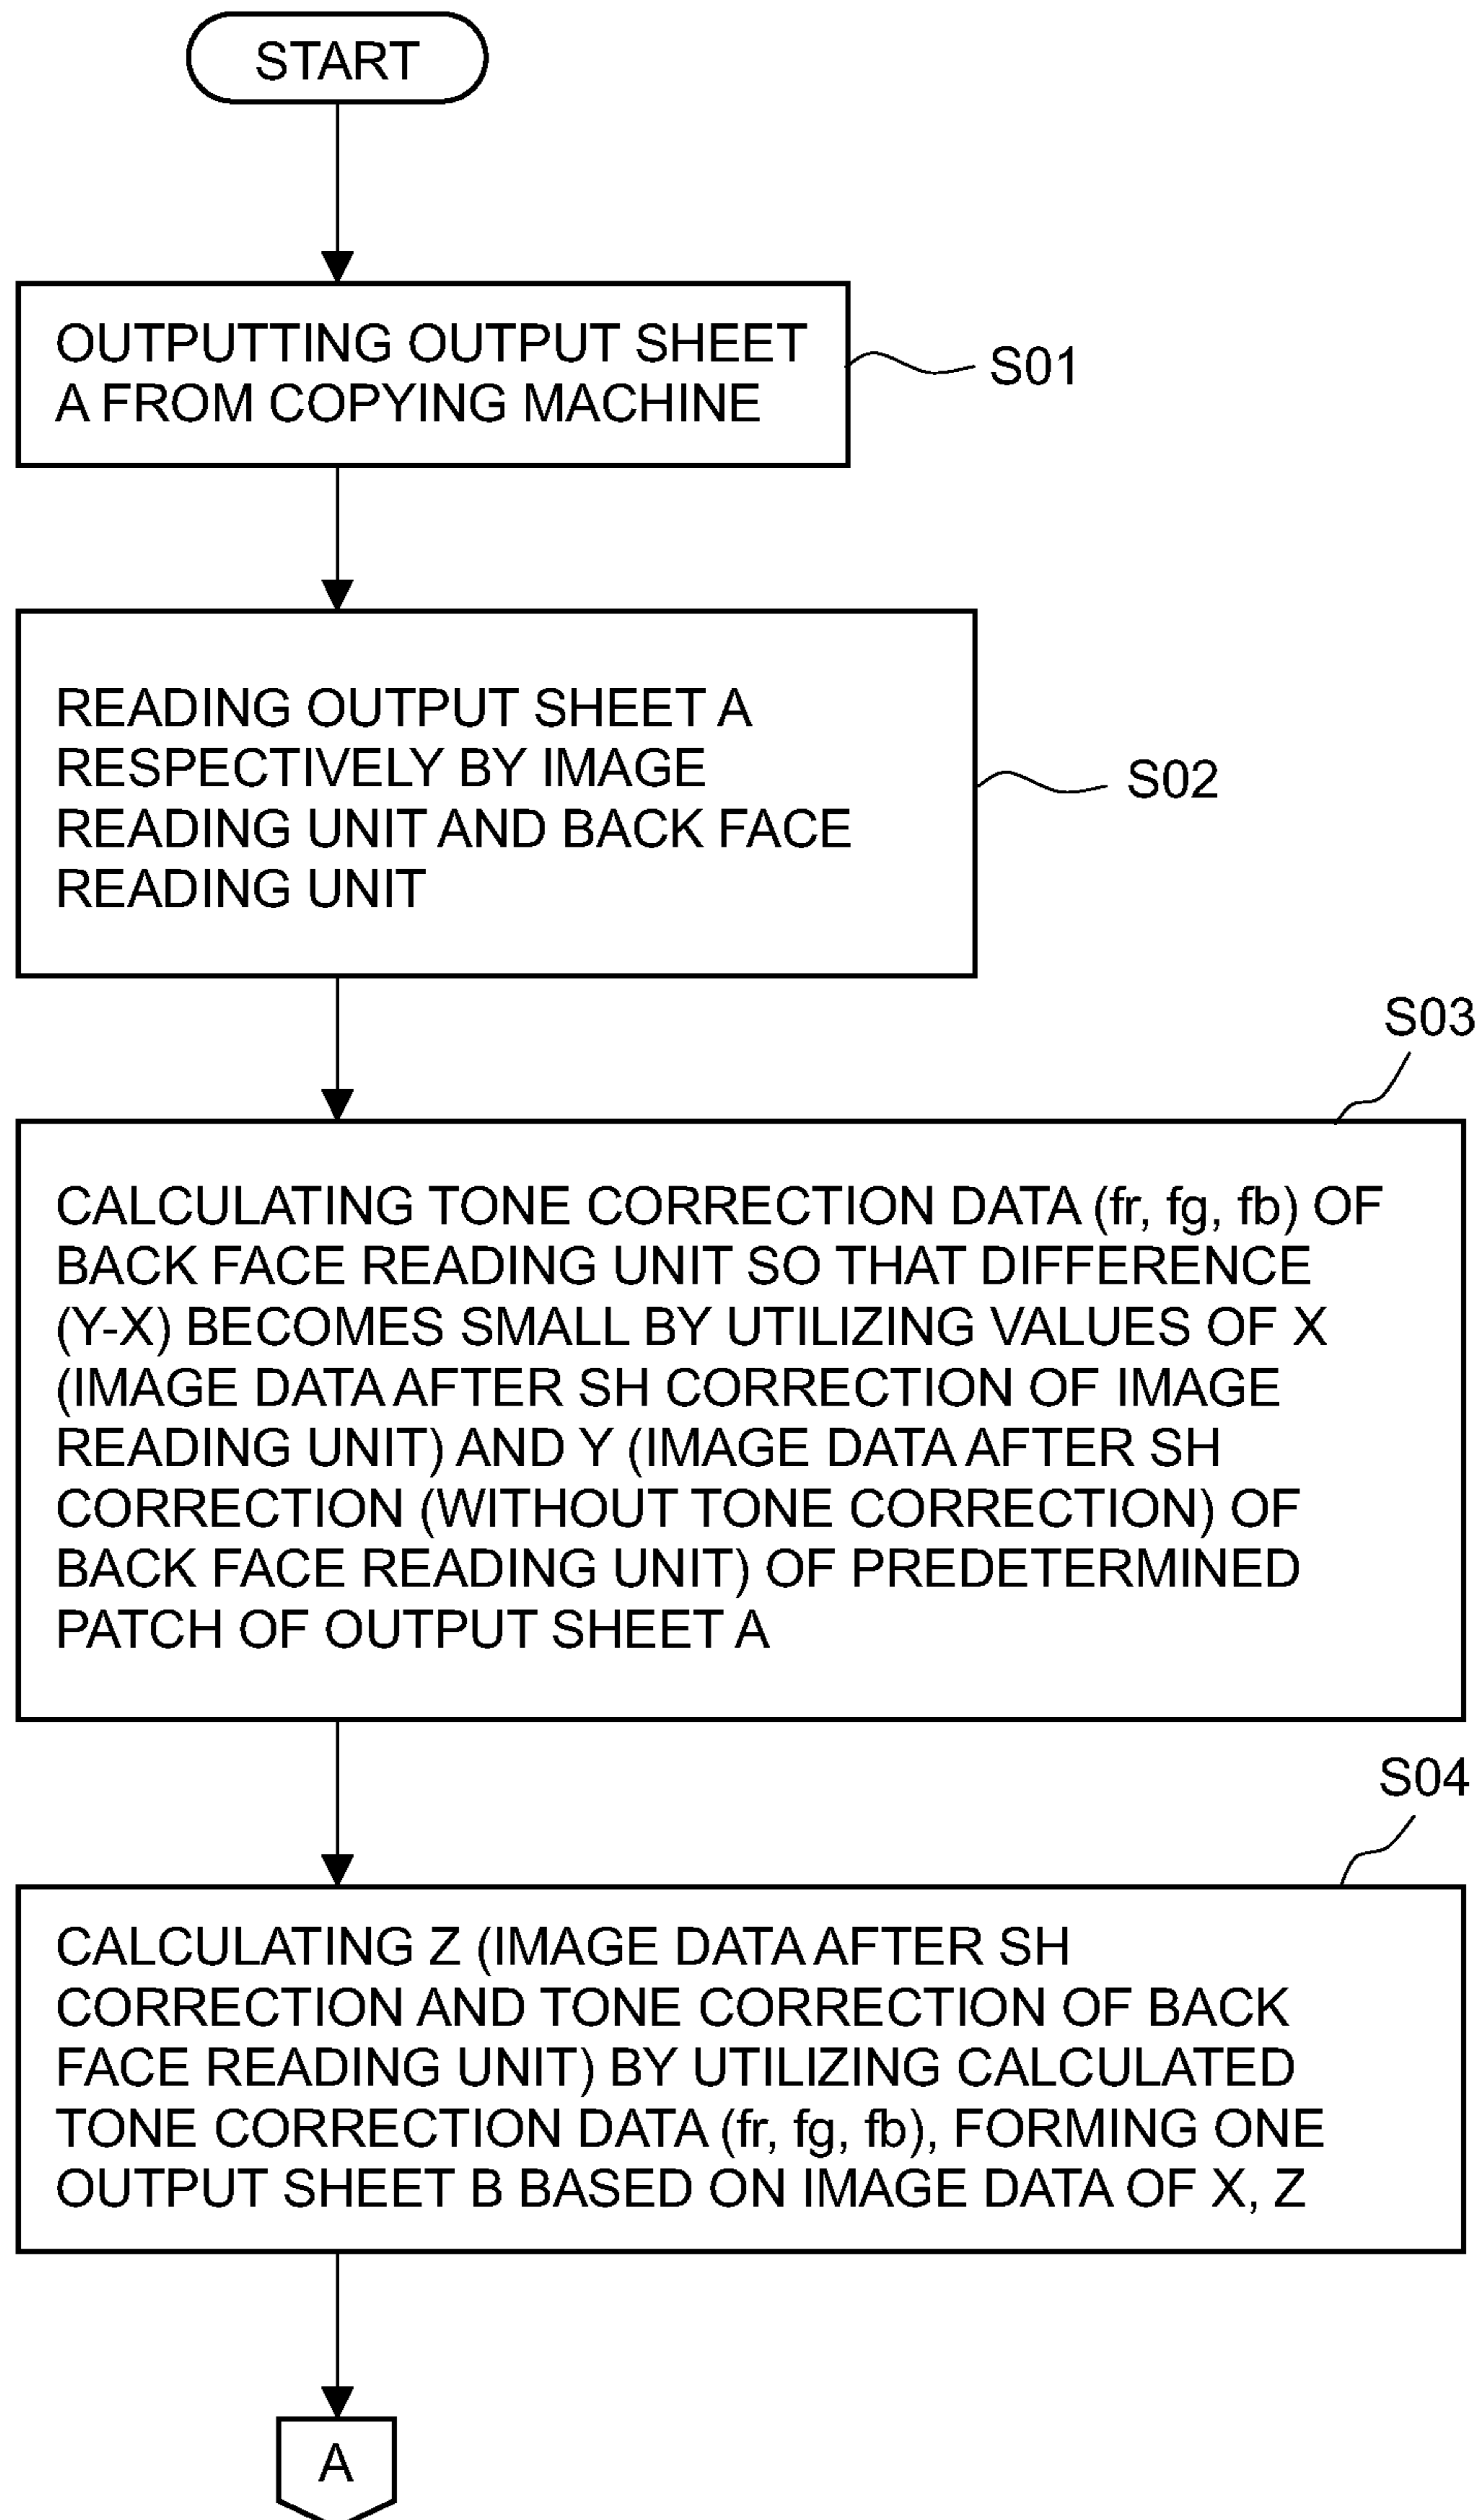 START
OUTPUTTING OUTPUT SHEET
A FROM COPYING MACHINE
S01
READING OUTPUT SHEET A
RESPECTIVELY BY IMAGE
READING UNIT AND BACK FACE
READING UNIT
S02
S03
CALCULATING TONE CORRECTION DATA (fr, fg, fb) OF
BACK FACE READING UNIT SO THAT DIFFERENCE
(Y-X) BECOMES SMALL BY UTILIZING VALUES OF X
(IMAGE DATA AFTER SH CORRECTION OF IMAGE
READING UNIT) AND Y (IMAGE DATA AFTER SH
CORRECTION (WITHOUT TONE CORRECTION) OF
BACK FACE READING UNIT) OF PREDETERMINED
PATCH OF OUTPUT SHEET A
S04
CALCULATING Z (IMAGE DATA AFTER SH
CORRECTION AND TONE CORRECTION OF BACK
FACE READING UNIT) BY UTILIZING CALCULATED
TONE CORRECTION DATA (fr, fg, fb), FORMING ONE
OUTPUT SHEET B BASED ON IMAGE DATA OF X, Z
A